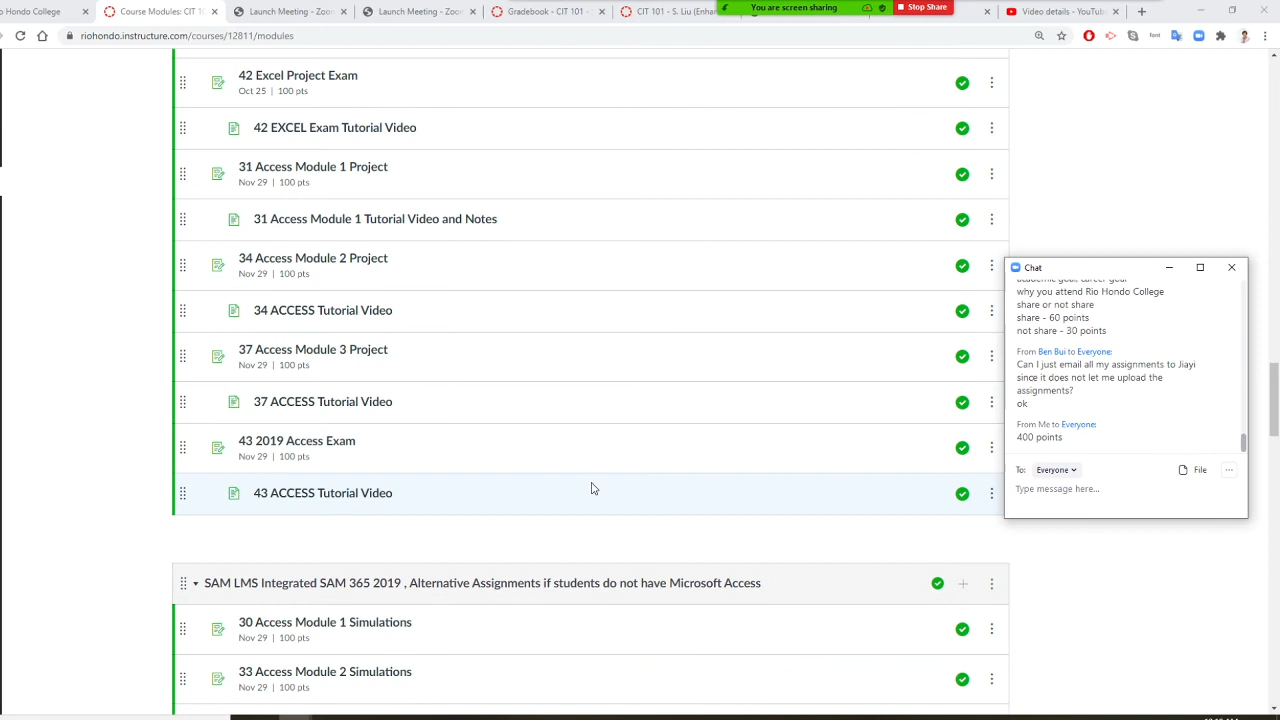 o Hondo College
Course Modules: CIT 10
Launch Meeting - Zoo
Launch Meeting - Zoo
Gradebook - CIT 101 -
CIT 101 - S. Liu (Enhan
You are screen sharing
Stop Share
Video details - YouTub
riohondo.instructure.com/courses/12811/modules
42 Excel Project Exam
Oct 25 | 100 pts
42 EXCEL Exam Tutorial Video
31 Access Module 1 Project
Nov 29 | 100 pts
31 Access Module 1 Tutorial Video and Notes
34 Access Module 2 Project
Nov 29 | 100 pts
34 ACCESS Tutorial Video
37 Access Module 3 Project
Nov 29 | 100 pts
37 ACCESS Tutorial Video
43 2019 Access Exam
Nov 29 | 100 pts
43 ACCESS Tutorial Video
SAM LMS Integrated SAM 365 2019 , Alternative Assignments if students do not have Microsoft Access
30 Access Module 1 Simulations
Nov 29 | 100 pts
33 Access Module 2 Simulations
Nov 29 | 100 pts
Chat
academic goal, career goal
why you attend Rio Hondo College
share or not share
share - 60 points
not share - 30 points
From Ben Bui to Everyone:
Can I just email all my assignments to Jiayi
since it does not let me upload the
assignments?
ok
From Me to Everyone:
400 points
To: Everyone
File
Type message here...